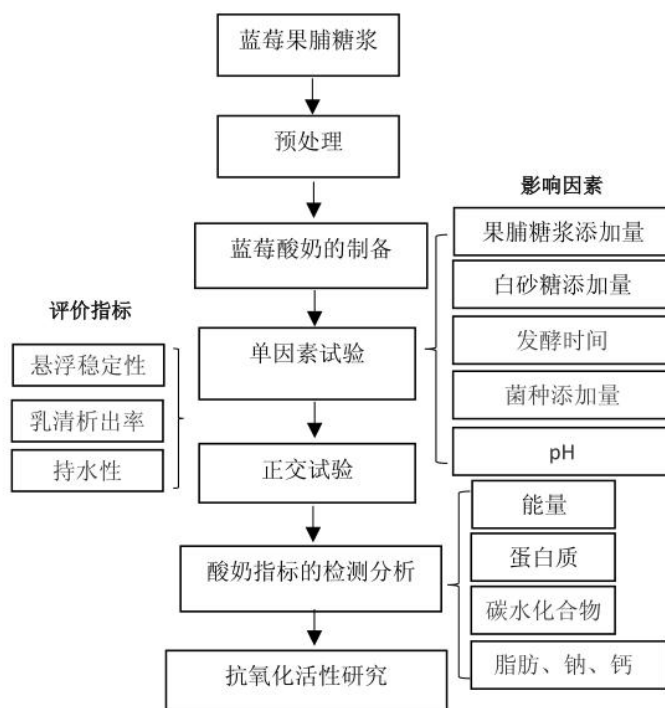 蓝莓果脯糖浆
预处理
影响因素
果脯糖浆添加量
蓝莓酸奶的制备
白砂糖添加量
评价指标
发酵时间
单因素试验
悬浮稳定性
菌种添加量
乳清析出率
pH
持水性
正交试验
能量
蛋白质
酸奶指标的检测分析
碳水化合物
脂肪、钠、钙
抗氧化活性研究